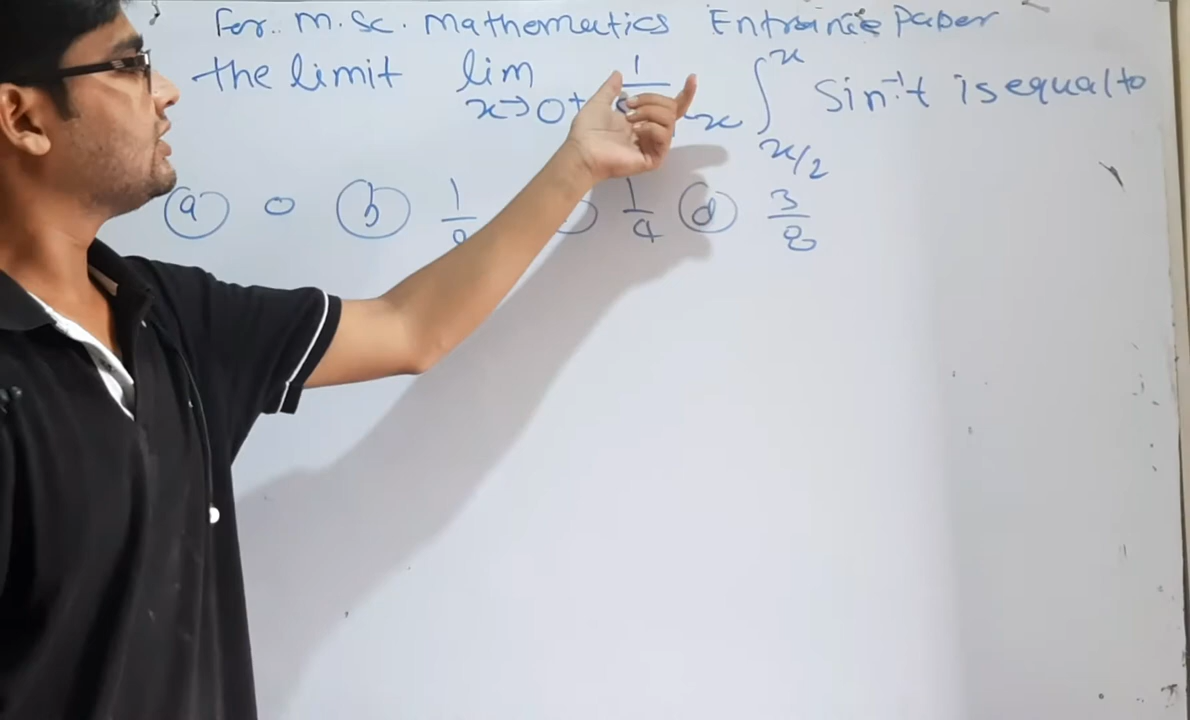 For. M.Sc. Mathematics Entrance Paper
the limit lim x→0+ 1 x ∫ x/2 x Sin⁻¹t is equal to
(a) 0 (b) 1 1/4 (d) 3/8